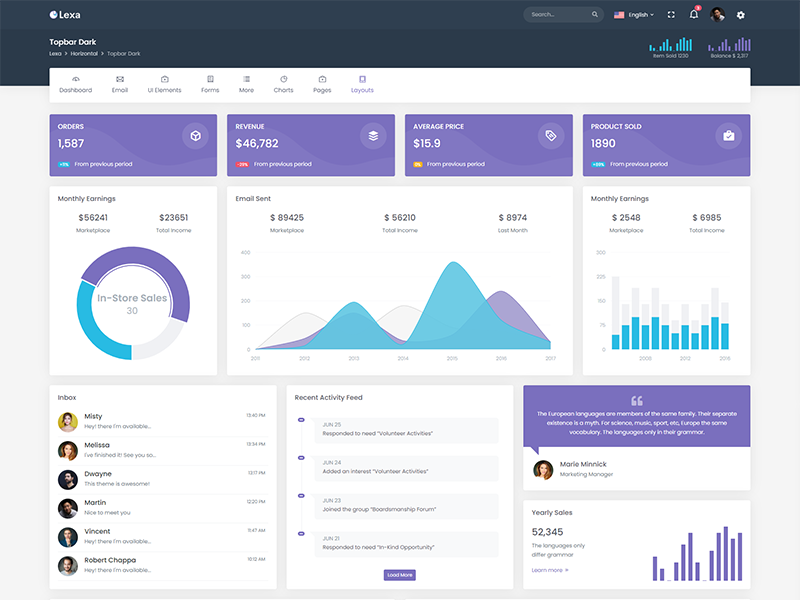 Lexa
Search...
English
3
Topbar Dark
Lexa > Horizontal > Topbar Dark
Item Sold 1230
Balance $ 2,317
Dashboard
Email
UI Elements
Forms
More
Charts
Pages
Layouts
ORDERS
1,587
From previous period
REVENUE
$46,782
-29%
From previous period
AVERAGE PRICE
$15.9
0%
From previous period
PRODUCT SOLD
1890
+89%
From previous period
Monthly Earnings
$56241
Marketplace
$23651
Total Income
In-Store Sales
30
Email Sent
$ 89425
Marketplace
$ 56210
Total Income
$ 8974
Last Month
400
300
200
100
0
2011
2012
2013
2014
2015
2016
2017
Monthly Earnings
$ 2548
Marketplace
$ 6985
Total Income
300
225
150
75
0
2012
Inbox
Misty
Hey! there I'm available...
13:40 PM
Melissa
I've finished it! See you so...
13:34 PM
Dwayne
This theme is awesome!
13:17 PM
Martin
Nice to meet you
12:20 PM
Vincent
Hey! there I'm available...
11:47 AM
Robert Chappa
Hey! there I'm available...
10:12 AM
Recent Activity Feed
JUN 25
Responded to need "Volunteer Activities"
JUN 24
Added an interest "Volunteer Activities"
JUN 23
Joined the group "Boardsmanship Forum"
JUN 21
Responded to need "In-Kind Opportunity"
Load More
The European languages are members of the same family. Their separate
existence is a myth. For science, music, sport, etc, Europe the same
vocabulary. The languages only in their grammar.
Marie Minnick
Marketing Manager
Yearly Sales
52,345
The languages only
differ grammar
Learn more >